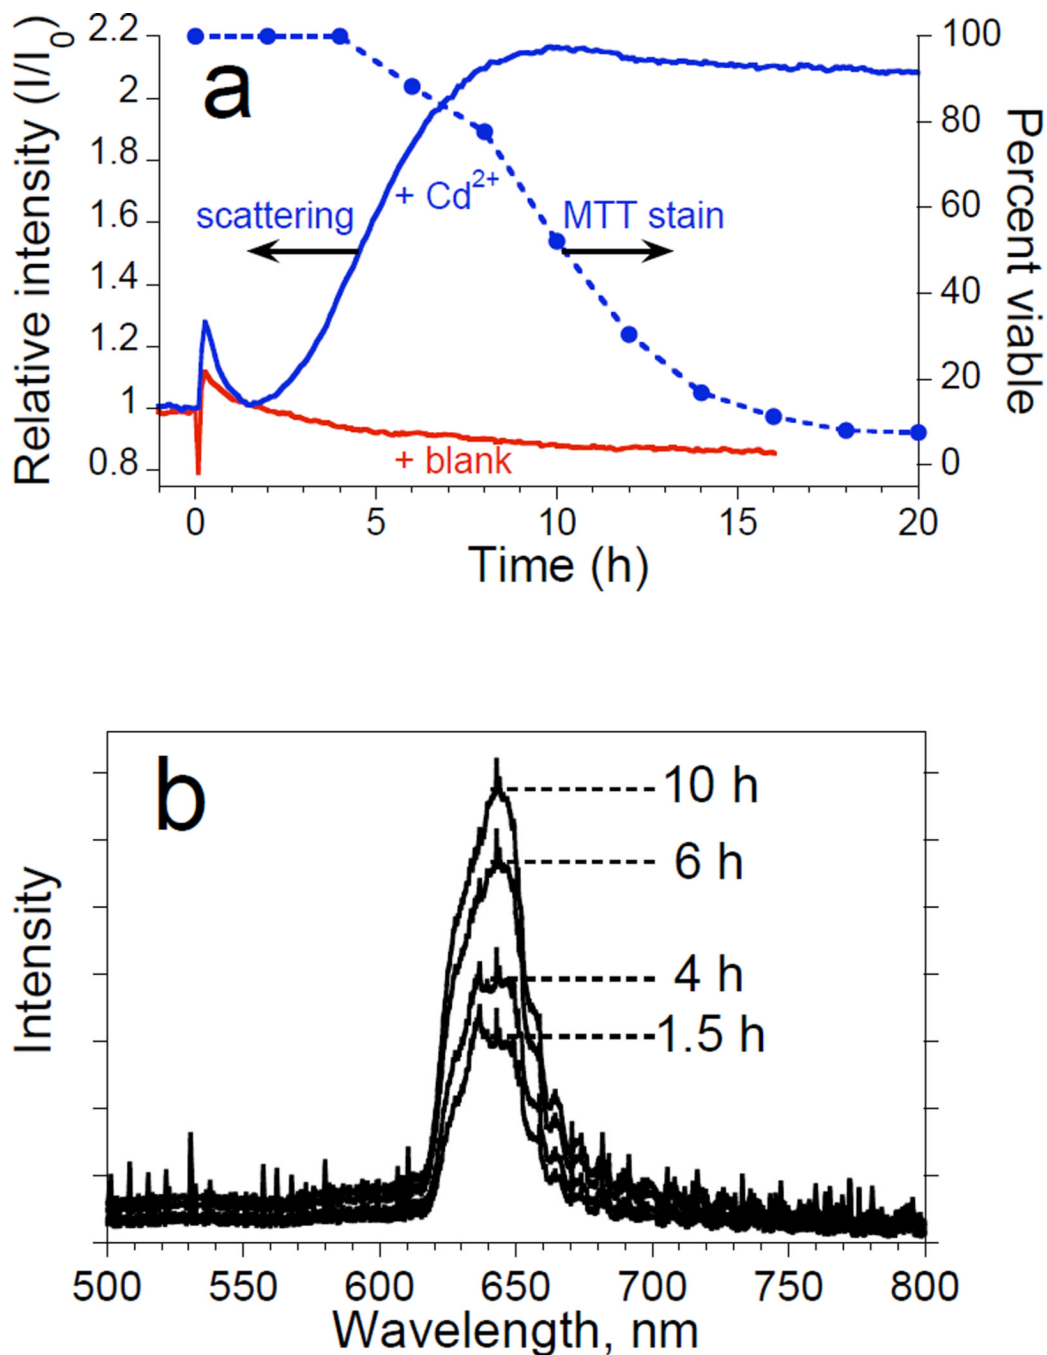 a
Relative intensity (I/I₀)
2.2
2
1.8
1.6
1.4
1.2
1
0.8
scattering
+ Cd²⁺
MTT stain
+ blank
100
80
60
40
20
0
Percent viable
0 5 10 15 20
Time (h)
b
Intensity
10 h
6 h
4 h
1.5 h
500 550 600 650 700 750 800
Wavelength, nm